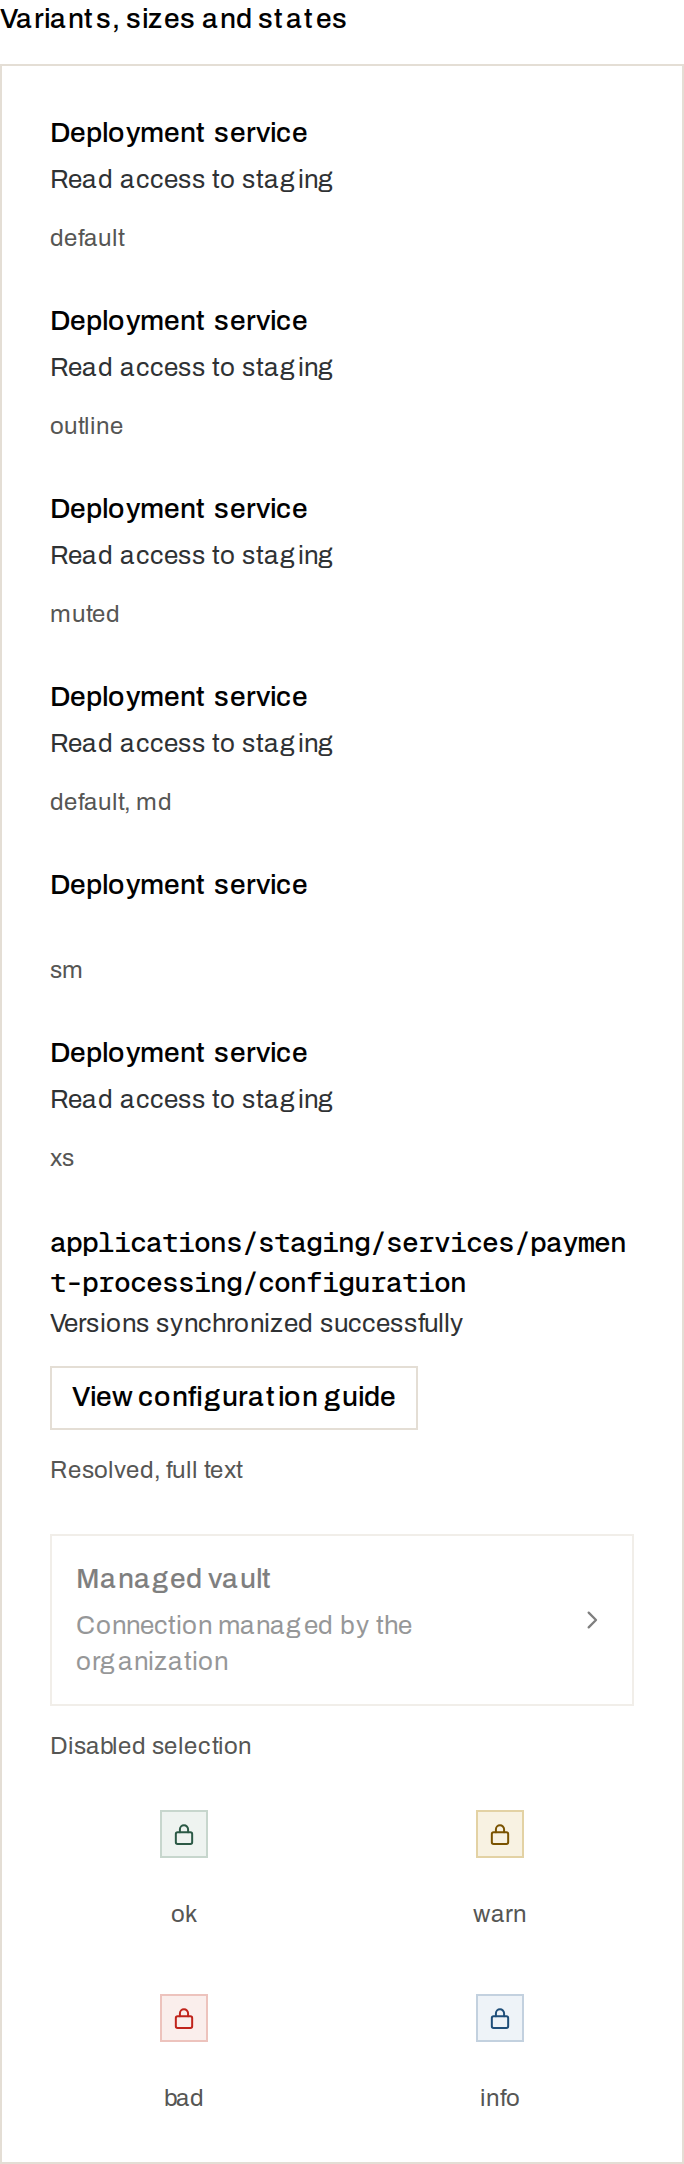 Variants, sizes and states
Deployment service
Read access to staging
default
Deployment service
Read access to staging
outline
Deployment service
Read access to staging
muted
Deployment service
Read access to staging
default, md
Deployment service
sm
Deployment service
Read access to staging
xs
applications/staging/services/paymen
t-processing/configuration
Versions synchronized successfully
View configuration guide
Resolved, full text
Managed vault
Connection managed by the
organization
Disabled selection
ok
warn
bad
info